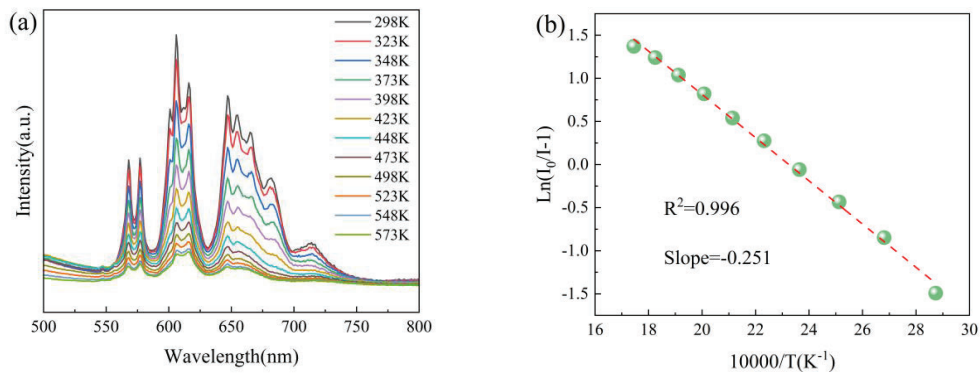 (a)
298K
323K
348K
373K
398K
423K
448K
473K
498K
523K
548K
573K
Intensity(a.u.)
500 550 600 650 700 750 800
Wavelength(nm)
(b)
1.5
1.0
0.5
0.0
-0.5
-1.0
-1.5
Ln(I₀/I-1)
R²=0.996
Slope=-0.251
16 18 20 22 24 26 28 30
10000/T(K⁻¹)